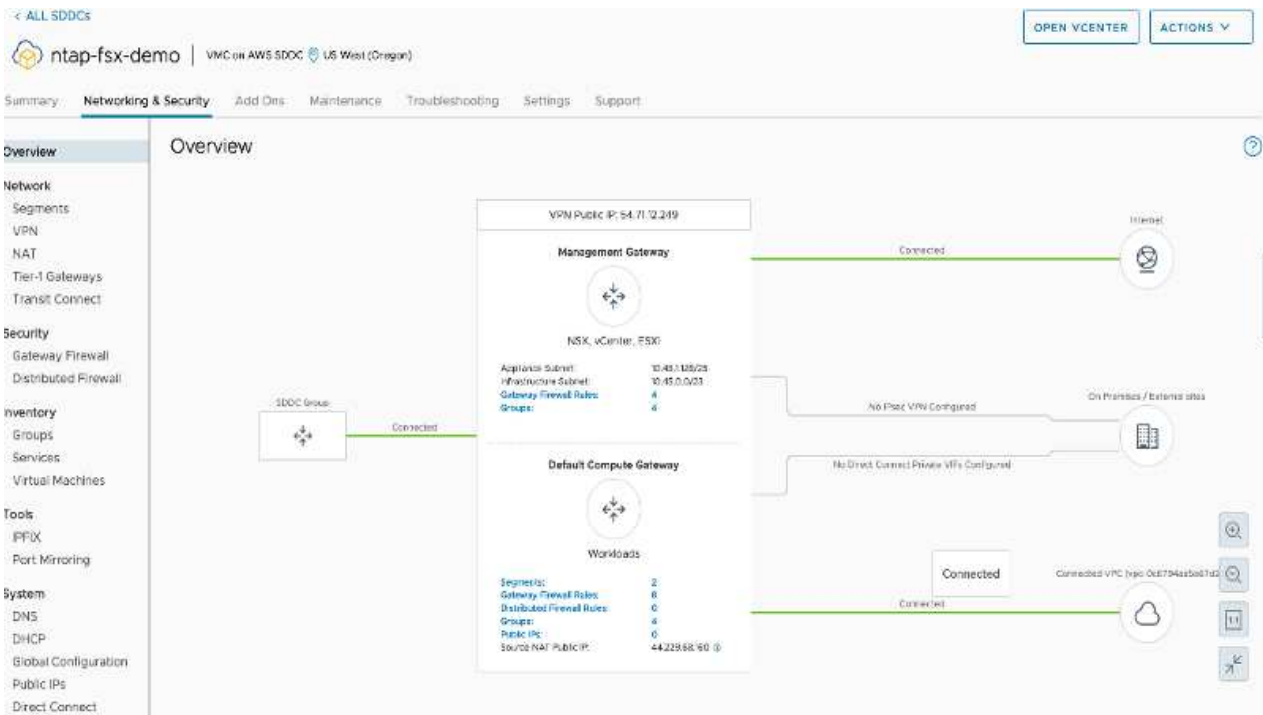 < ALL SDDCs
OPEN VCENTER
ACTIONS
ntap-fsx-demo | VMC on AWS SDDC US West (Oregon)
Summary Networking & Security Add Ons Maintenance Troubleshooting Settings Support
Overview
Network
Segments
VPN
NAT
Tier-1 Gateways
Transit Connect
Security
Gateway Firewall
Distributed Firewall
Inventory
Groups
Services
Virtual Machines
Tools
IPFIX
Port Mirroring
System
DNS
DHCP
Global Configuration
Public IPs
Direct Connect
Overview
VPN Public IP: 54.71.12.249
Management Gateway
NSX, vCenter, ESXi
Appliance Subnet:
Infrastructure Subnet: 10.45.0.0/23
Gateway Firewall Rules: 4
Groups: 4
SDDC Group
Connected
Default Compute Gateway
Workloads
Segments: 2
Gateway Firewall Rules:
Distributed Firewall Rules: 0
Groups: 4
Public IPs: 0
Source NAT Public IP: 44.229.68.160
Connected
Internet
No IPsec VPN Configured
On Premises / External sites
No Direct Connect Private VIFs Configured
Connected
Connected
Connected VPC
1:1